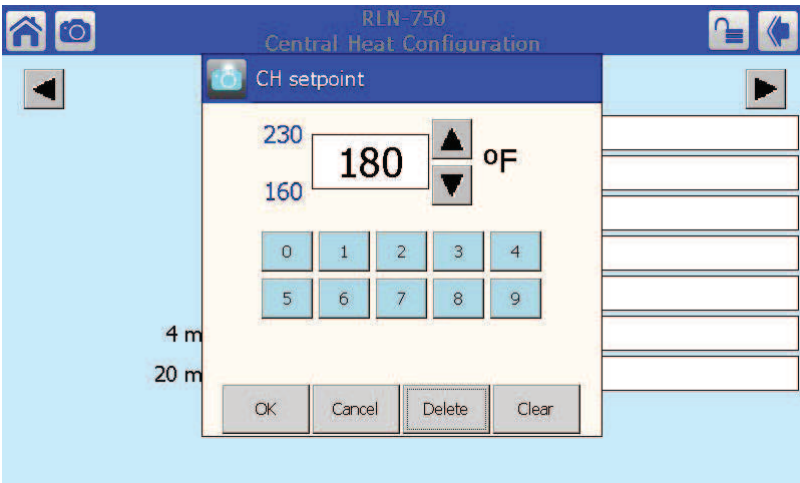 RLN-750
Central Heat Configuration
CH setpoint
230
180
ºF
160
0 1 2 3 4
5 6 7 8 9
4 m
20 m
OK Cancel Delete Clear